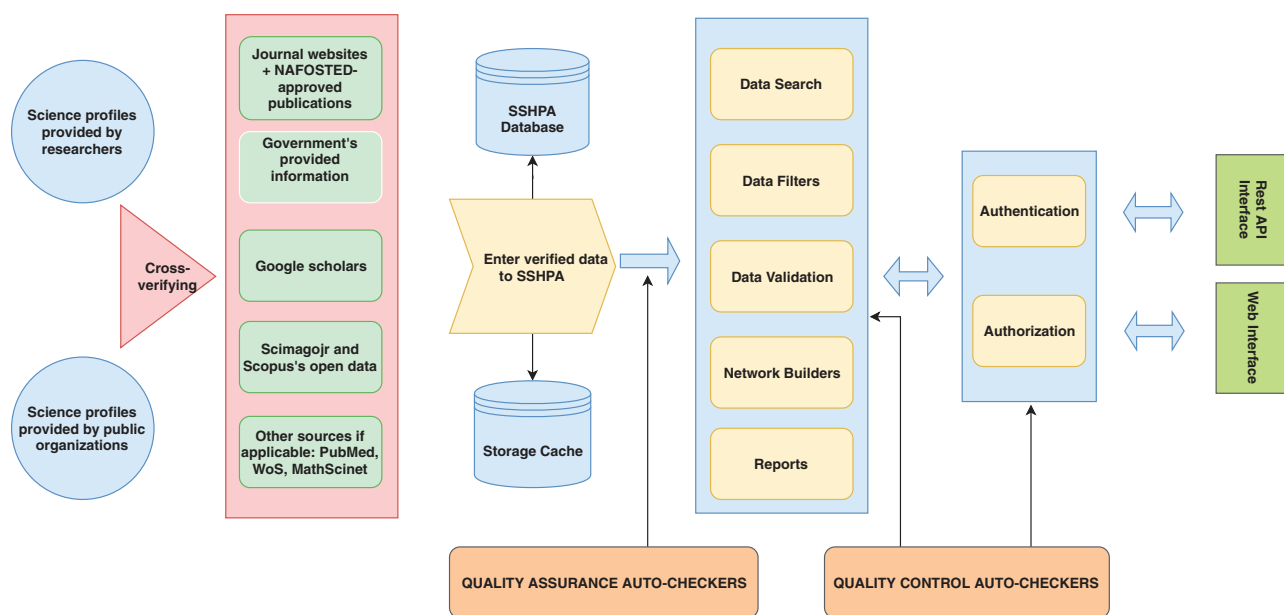 Science profiles
provided by
researchers
Cross-
verifying
Science profiles
provided by public
organizations
Journal websites
+ NAFOSTED-
approved
publications
Government's
provided
information
Google scholars
Scimagojr and
Scopus's open data
Other sources if
applicable: PubMed,
WoS, MathScinet
SSHPA
Database
Enter verified data
to SSHPA
Storage Cache
Data Search
Data Filters
Data Validation
Network Builders
Reports
Authentication
Authorization
Rest API
Interface
Web Interface
QUALITY ASSURANCE AUTO-CHECKERS
QUALITY CONTROL AUTO-CHECKERS